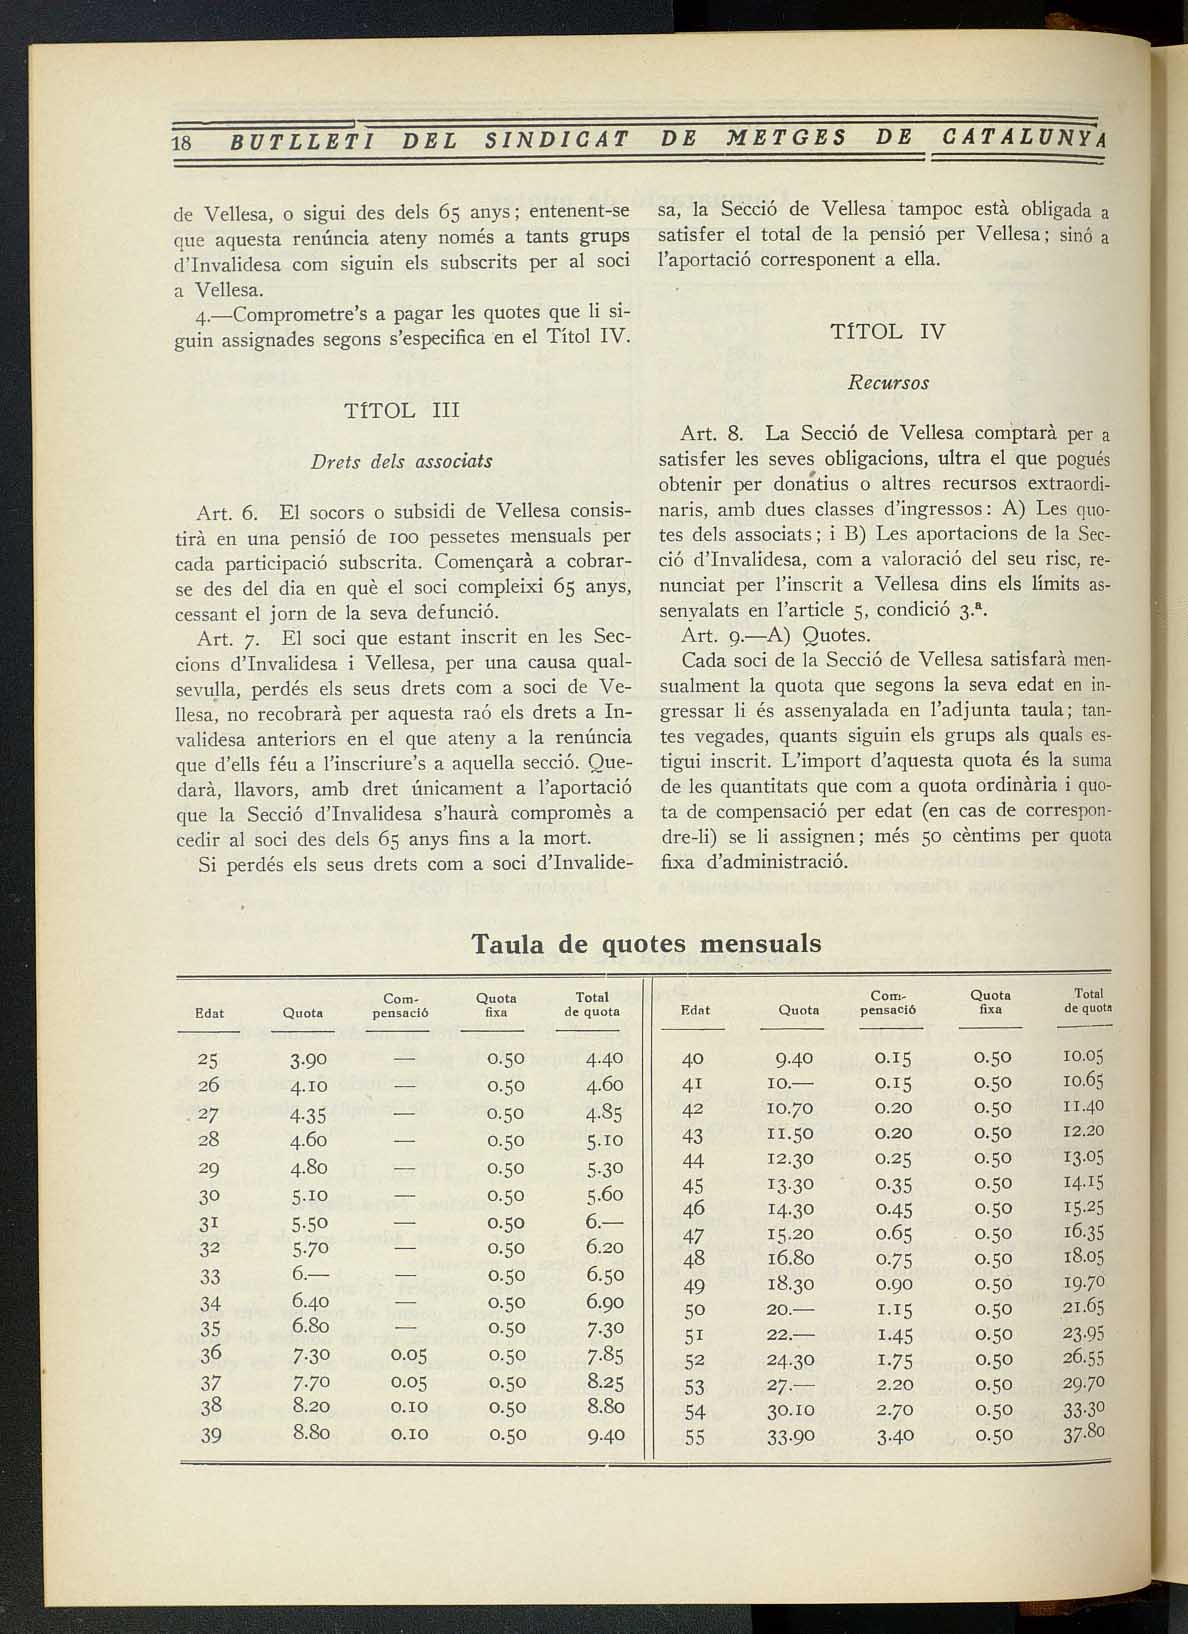 18 BUTLLETÍ DEL SINDICAT DE METGES DE CATALUNYA
de Vellesa, o sigui des dels 65 anys; entenent-se
que aquesta renúncia ateny només a tants grups
d'Invalidesa com siguin els subscrits per al soci
a Vellesa.
4.—Comprometre's a pagar les quotes que li si-
guin assignades segons s'especifica en el Títol IV.
TÍTOL III
Drets dels associats
Art. 6. El socors o subsidi de Vellesa consis-
tirà en una pensió de 100 pessetes mensuals per
cada participació subscrita. Començarà a cobrar-
se des del dia en què el soci compleixi 65 anys,
cessant el jorn de la seva defunció.
Art. 7. El soci que estant inscrit en les Sec-
cions d'Invalidesa i Vellesa, per una causa qual-
sevulla, perdés els seus drets com a soci de Ve-
llesa, no recobrarà per aquesta raó els drets a In-
validesa anteriors en el que ateny a la renúncia
que d'ells féu a l'inscriure's a aquella secció. Que-
darà, llavors, amb dret únicament a l'aportació
que la Secció d'Invalidesa s'haurà compromès a
cedir al soci des dels 65 anys fins a la mort.
Si perdés els seus drets com a soci d'Invalide-
sa, la Secció de Vellesa tampoc està obligada a
satisfer el total de la pensió per Vellesa; sinó a
l'aportació corresponent a ella.
TÍTOL IV
Recursos
Art. 8. La Secció de Vellesa comptarà per a
satisfer les seves obligacions, ultra el que pogués
obtenir per donatius o altres recursos extraordi-
naris, amb dues classes d'ingressos: A) Les quo-
tes dels associats; i B) Les aportacions de la Sec-
ció d'Invalidesa, com a valoració del seu risc, re-
nunciat per l'inscrit a Vellesa dins els límits as-
senyalats en l'article 5, condició 3.ª.
Art. 9.—A) Quotes.
Cada soci de la Secció de Vellesa satisfarà men-
sualment la quota que segons la seva edat en in-
gressar li és assenyalada en l'adjunta taula; tan-
tes vegades, quants siguin els grups als quals es-
tigui inscrit. L'import d'aquesta quota és la suma
de les quantitats que com a quota ordinària i quo-
ta de compensació per edat (en cas de correspon-
dre-li) se li assignen; més 50 cèntims per quota
fixa d'administració.
Taula de quotes mensuals
Edat Quota Com-pensació Quota fixa Total de quota
25 3.90 — 0.50 4.40
26 4.10 — 0.50 4.60
27 4.35 — 0.50 4.85
28 4.60 — 0.50 5.10
29 4.80 — 0.50 5.30
30 5.10 — 0.50 5.60
31 5.50 — 0.50 6.—
32 5.70 — 0.50 6.20
33 6.— — 0.50 6.50
34 6.40 — 0.50 6.90
35 6.80 — 0.50 7.30
36 7.30 0.05 0.50 7.85
37 7.70 0.05 0.50 8.25
38 8.20 0.10 0.50 8.80
39 8.80 0.10 0.50 9.40
Edat Quota Com-pensació Quota fixa Total de quota
40 9.40 0.15 0.50 10.05
41 10.— 0.15 0.50 10.65
42 10.70 0.20 0.50 11.40
43 11.50 0.20 0.50 12.20
44 12.30 0.25 0.50 13.05
45 13.30 0.35 0.50 14.15
46 14.30 0.45 0.50 15.25
47 15.20 0.65 0.50 16.35
48 16.80 0.75 0.50 18.05
49 18.30 0.90 0.50 19.70
50 20.— 1.15 0.50 21.65
51 22.— 1.45 0.50 23.95
52 24.30 1.75 0.50 26.55
53 27.— 2.20 0.50 29.70
54 30.10 2.70 0.50 33.30
55 33.90 3.40 0.50 37.80